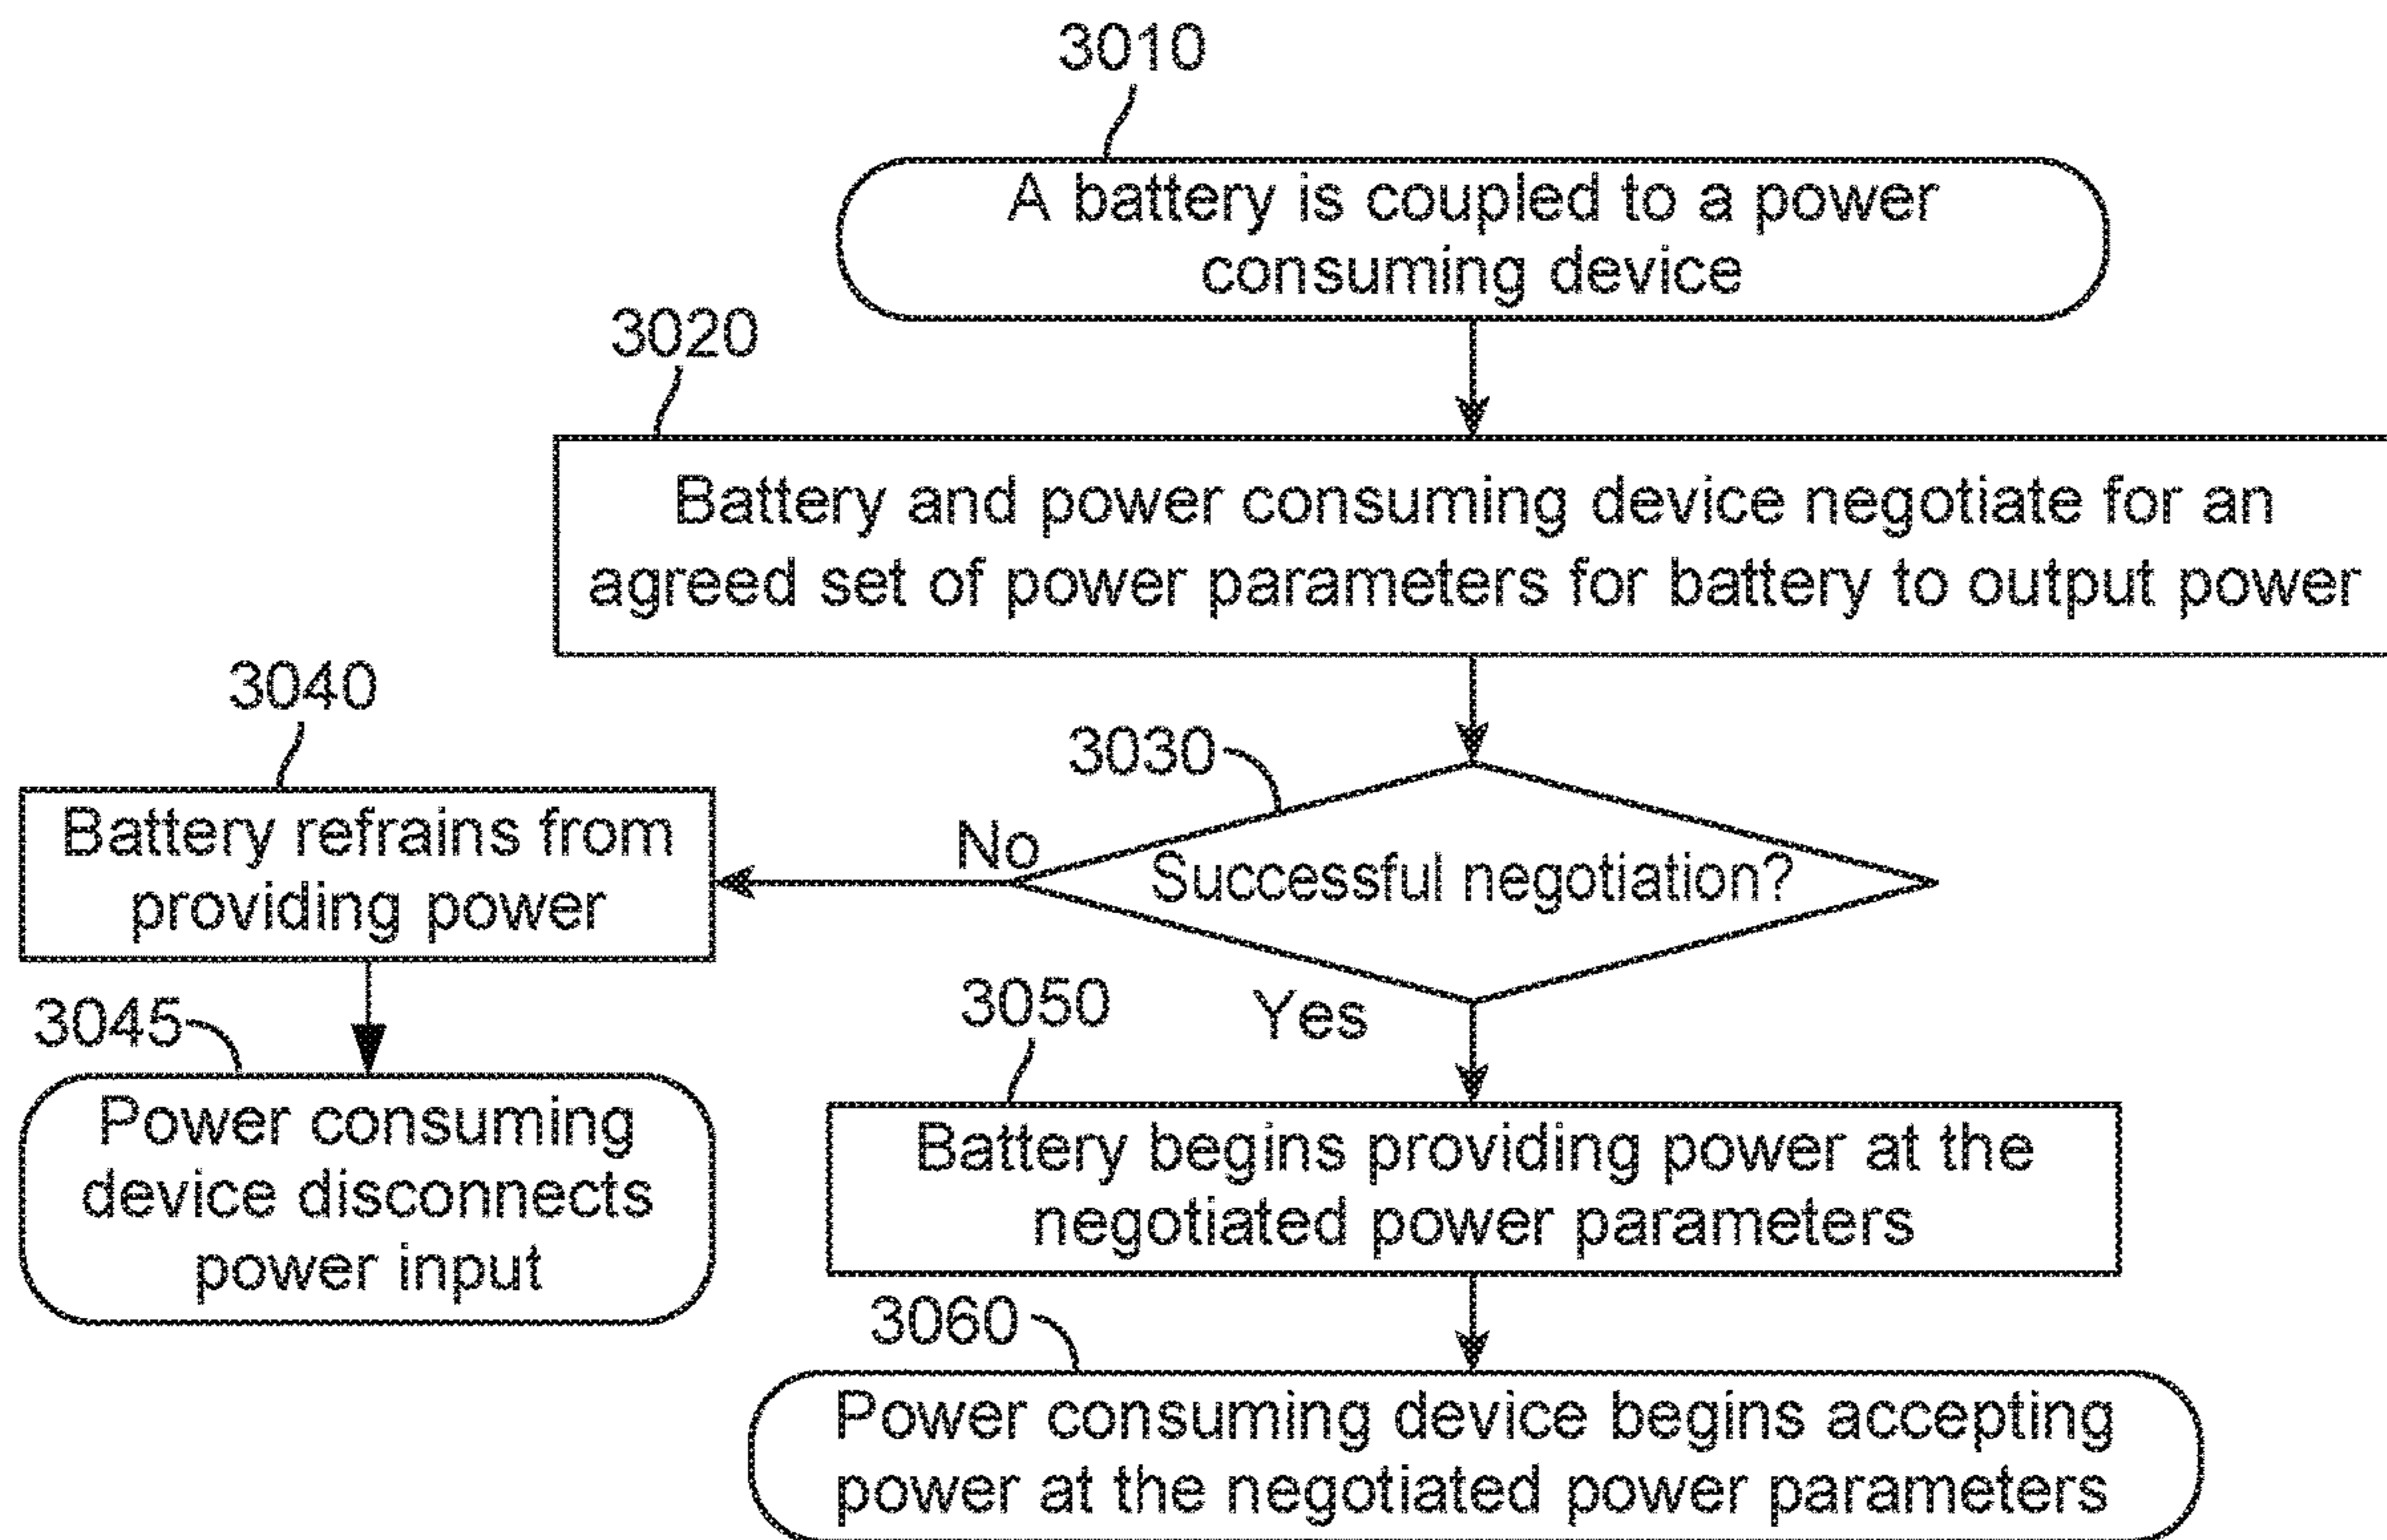 3010
A battery is coupled to a power
consuming device
3020
Battery and power consuming device negotiate for an
agreed set of power parameters for battery to output power
3030
Successful negotiation?
No
3040
Battery refrains from
providing power
3045
Power consuming
device disconnects
power input
Yes
3050
Battery begins providing power at the
negotiated power parameters
3060
Power consuming device begins accepting
power at the negotiated power parameters